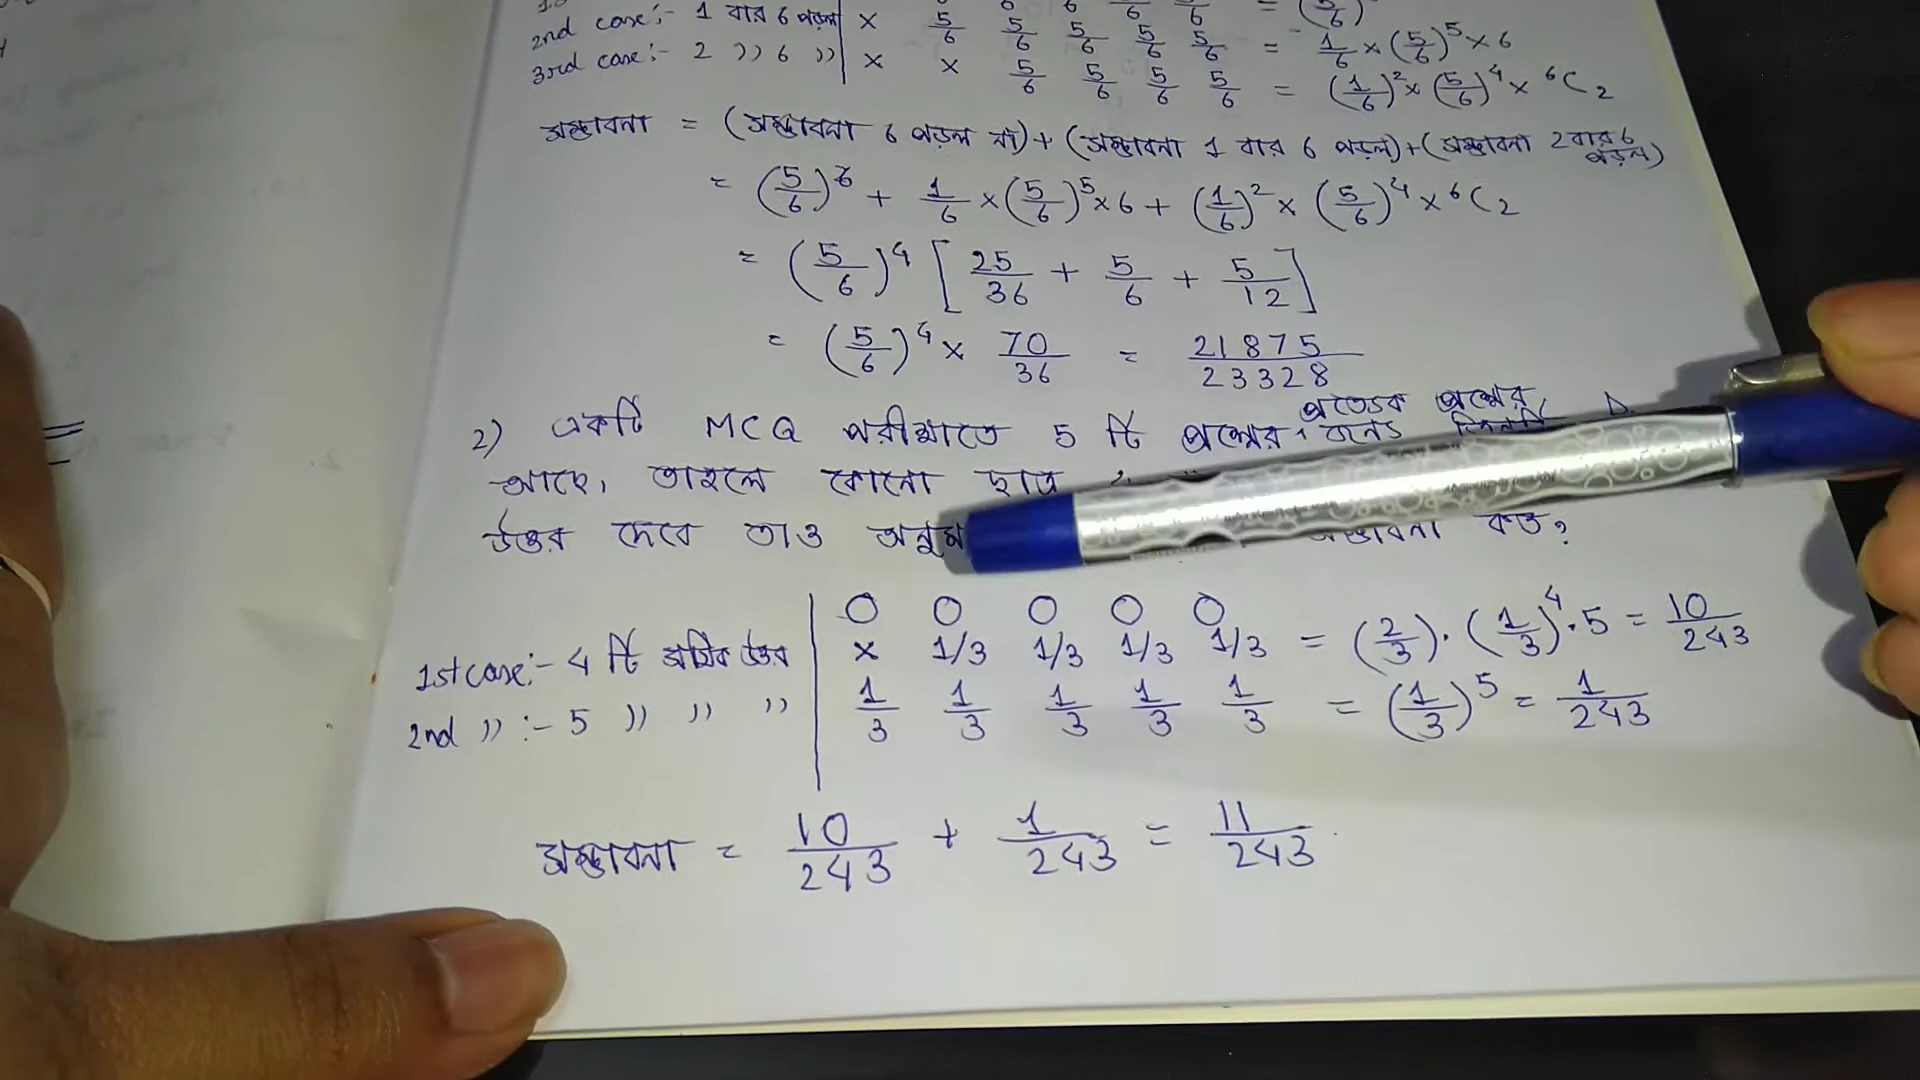 2nd case:- 1 বার 6 পড়ল | × 5/6 5/6 5/6 5/6 5/6 = 1/6 × (5/6)^5 × 6
3rd case:- 2 〃 6 〃 | × × 5/6 5/6 5/6 5/6 = (1/6)^2 × (5/6)^4 × ⁶C₂
সম্ভাবনা = (সম্ভাবনা 6 পড়ল না) + (সম্ভাবনা 1 বার 6 পড়ল) + (সম্ভাবনা 2 বার 6 পড়ল)
= (5/6)^6 + 1/6 × (5/6)^5 × 6 + (1/6)^2 × (5/6)^4 × ⁶C₂
= (5/6)^4 [25/36 + 5/6 + 5/12]
= (5/6)^4 × 70/36 = 21875/23328
2) একটি MCQ পরীক্ষাতে 5 টি প্রশ্নের, প্রত্যেক প্রশ্নের জন্য
আছে, তাহলে কোনো ছাত্র
উত্তর দেবে তাও সম্ভাবনা কত?
O O O O O
1st case:- 4 টি সঠিক উত্তর | × 1/3 1/3 1/3 1/3 = (2/3)·(1/3)^4·5 = 10/243
2nd 〃 :- 5 〃 〃 〃 | 1/3 1/3 1/3 1/3 1/3 = (1/3)^5 = 1/243
সম্ভাবনা = 10/243 + 1/243 = 11/243